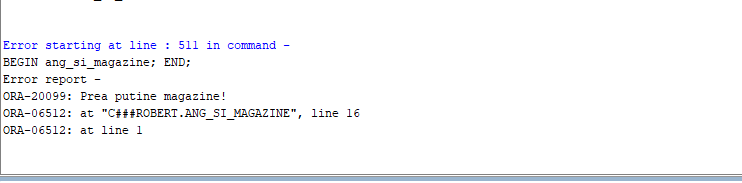 Error starting at line : 511 in command -
BEGIN ang_si_magazine; END;
Error report -
ORA-20099: Prea putine magazine!
ORA-06512: at "C###ROBERT.ANG_SI_MAGAZINE", line 16
ORA-06512: at line 1